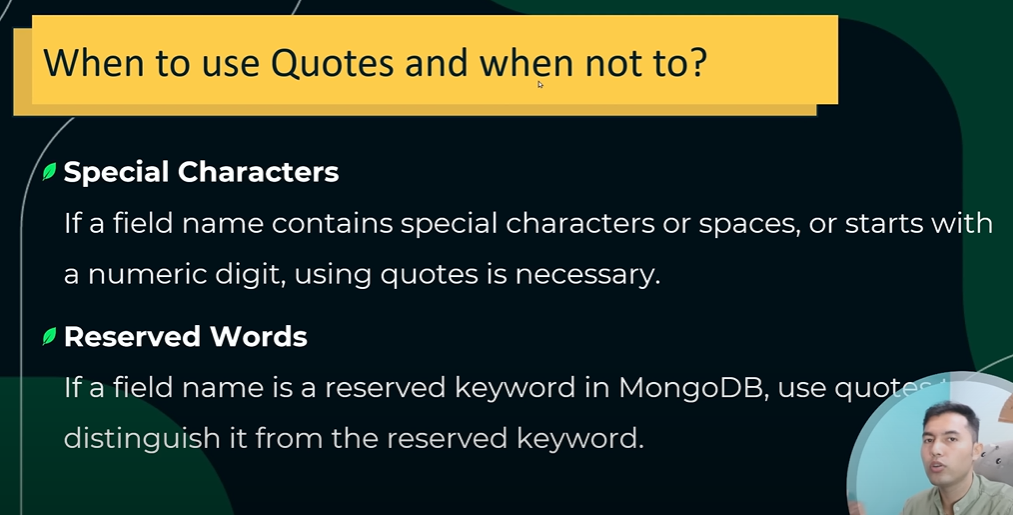 When to use Quotes and when not to?
Special Characters
If a field name contains special characters or spaces, or starts with
a numeric digit, using quotes is necessary.
Reserved Words
If a field name is a reserved keyword in MongoDB, use quotes
distinguish it from the reserved keyword.